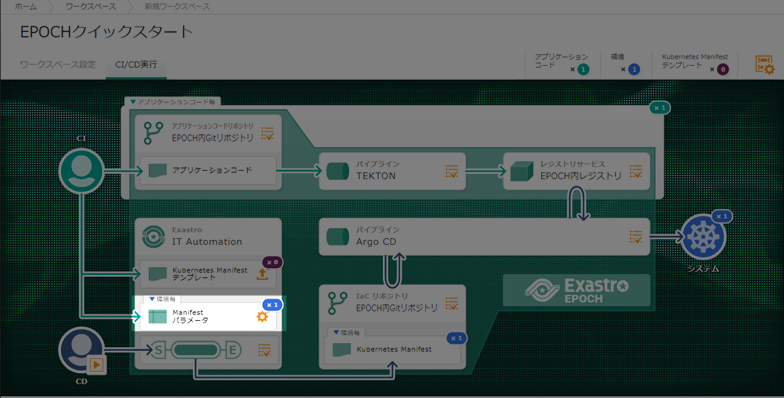 ホーム
ワークスペース
新規ワークスペース
EPOCHクイックスタート
ワークスペース設定
CI/CD実行
アプリケーション
コード
× 1
環境
× 1
Kubernetes Manifest
テンプレート
× 0
▼ アプリケーションコード毎
× 1
CI
アプリケーションコードリポジトリ
EPOCH内Gitリポジトリ
アプリケーションコード
パイプライン
TEKTON
レジストリサービス
EPOCH内レジストリ
Exastro
IT Automation
パイプライン
Argo CD
× 1
システム
× 0
Kubernetes Manifest
テンプレート
Exastro
EPOCH
▼ 環境毎
× 1
Manifest
パラメータ
IaC リポジトリ
EPOCH内Gitリポジトリ
▼ 環境毎
× 1
Kubernetes Manifest
S
E
CD